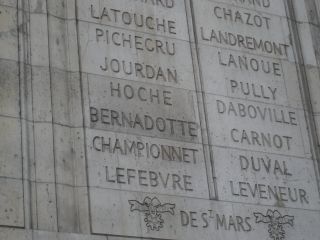 LATOUCHE
PICHEGRU
JOURDAN
HOCHE
BERNADOTTE
CHAMPIONNET
LEFEBVRE
CHAZOT
LANDREMONT
LANOUE
PULLY
DABOVILLE
CARNOT
DUVAL
LEVENEUR
DE ST MARS